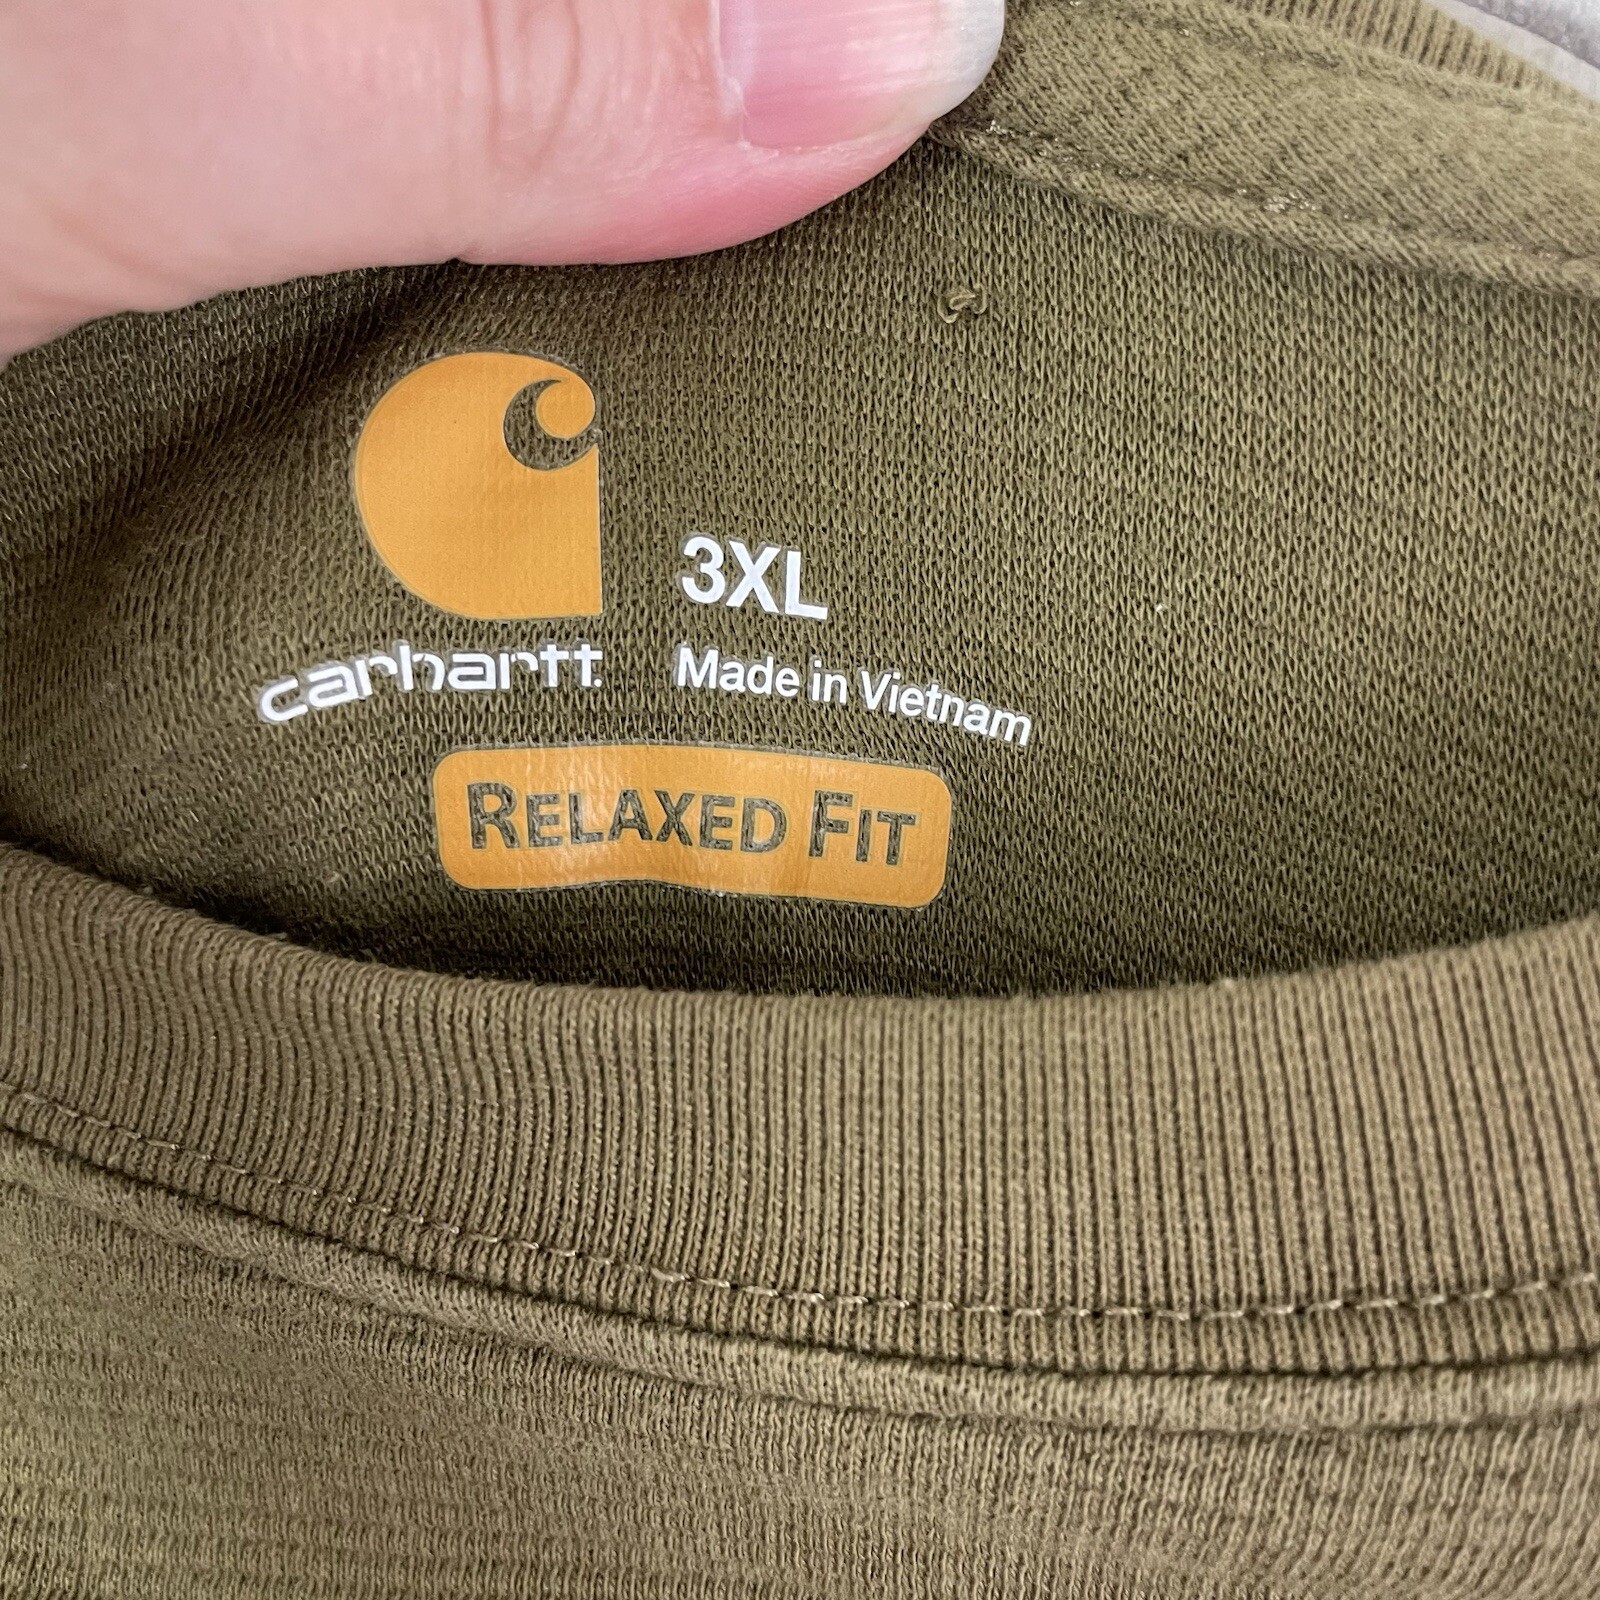 3XL
carhartt
Made in Vietnam
RELAXED FIT